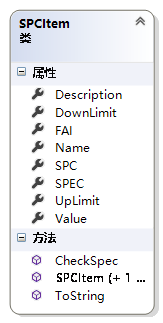 SPCItem
类
属性
Description
DownLimit
FAI
Name
SPC
SPEC
UpLimit
Value
方法
CheckSpec
SPCItem (+ 1 ...
ToString